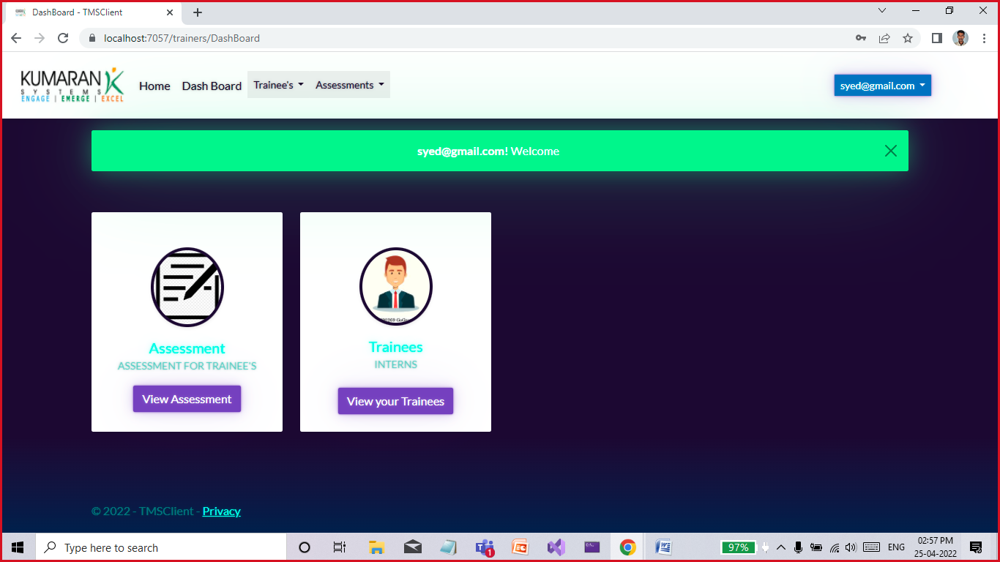 DashBoard - TMSClient
localhost:7057/trainers/DashBoard
KUMARAN
SYSTEMS
ENGAGE | EMERGE | EXCEL
Home Dash Board Trainee's Assessments syed@gmail.com
syed@gmail.com! Welcome
Assessment
ASSESSMENT FOR TRAINEE'S
View Assessment
Trainees
INTERNS
View your Trainees
© 2022 - TMSClient - Privacy
Type here to search
1
97%
ENG
02:57 PM
25-04-2022